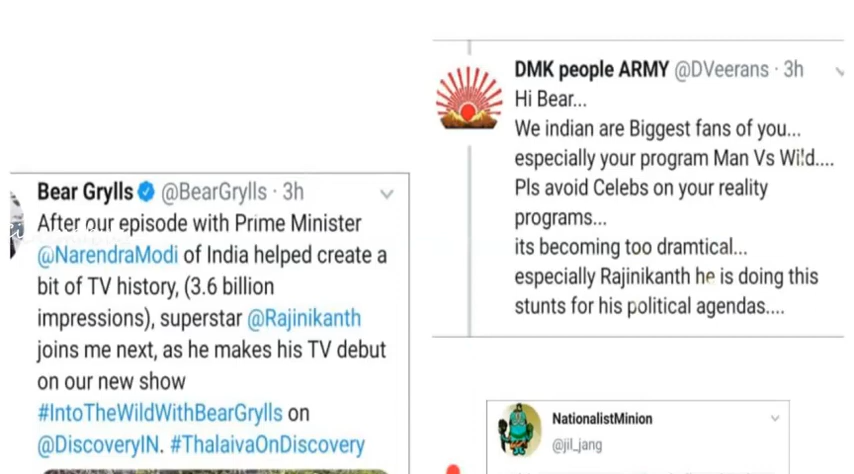 Bear Grylls @BearGrylls · 3h
After our episode with Prime Minister
@NarendraModi of India helped create a
bit of TV history, (3.6 billion
impressions), superstar @Rajinikanth
joins me next, as he makes his TV debut
on our new show
#IntoTheWildWithBearGrylls on
@DiscoveryIN. #ThalaivaOnDiscovery
DMK people ARMY @DVeerans · 3h
Hi Bear...
We indian are Biggest fans of you...
especially your program Man Vs Wild....
Pls avoid Celebs on your reality
programs...
its becoming too dramtical...
especially Rajinikanth he is doing this
stunts for his political agendas....
NationalistMinion
@jil_jang